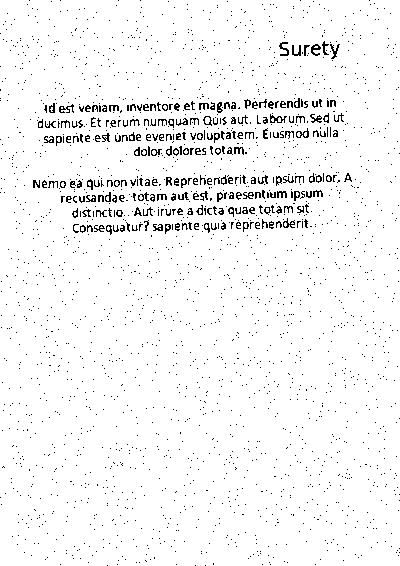 Surety
Id est veniam, inventore et magna. Perferendis ut in
ducimus. Et rerum numquam Quis aut. Laborum. Sed ut
sapiente est unde eveniet voluptatem. Eiusmod nulla
dolor dolores totam.
Nemo ea qui non vitae. Reprehenderit aut ipsum dolor. A
recusandae. totam aut est, praesentium ipsum
distinctio. Aut irure a dicta quae totam sit.
Consequatur? sapiente quia reprehenderit.